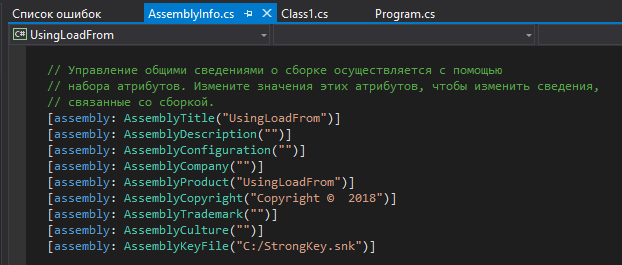 Список ошибок AssemblyInfo.cs Class1.cs Program.cs
C# UsingLoadFrom
// Управление общими сведениями о сборке осуществляется с помощью
// набора атрибутов. Измените значения этих атрибутов, чтобы изменить сведения,
// связанные со сборкой.
[assembly: AssemblyTitle("UsingLoadFrom")]
[assembly: AssemblyDescription("")]
[assembly: AssemblyConfiguration("")]
[assembly: AssemblyCompany("")]
[assembly: AssemblyProduct("UsingLoadFrom")]
[assembly: AssemblyCopyright("Copyright ©  2018")]
[assembly: AssemblyTrademark("")]
[assembly: AssemblyCulture("")]
[assembly: AssemblyKeyFile("C:/StrongKey.snk")]